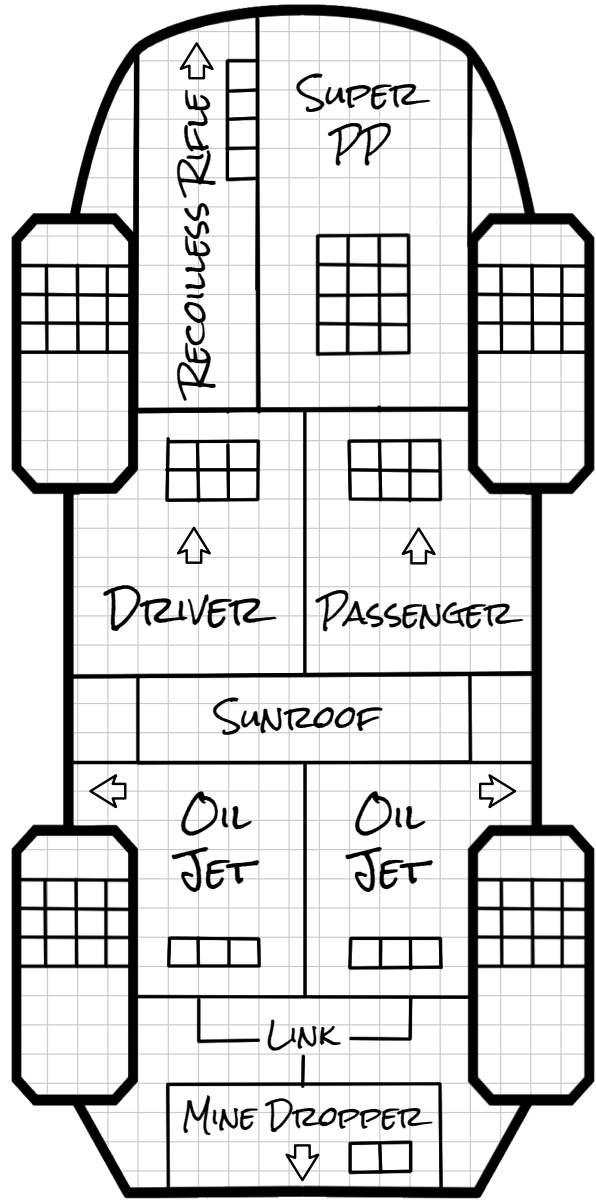 Recoilless Rifle
Super
PP
Driver
Passenger
Sunroof
Oil
Jet
Oil
Jet
Link
Mine Dropper